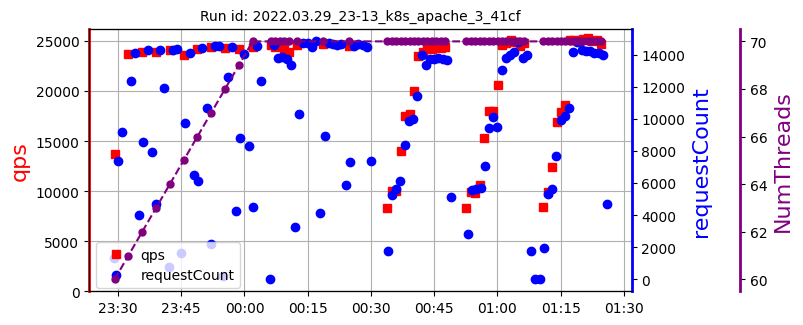 Run id: 2022.03.29_23-13_k8s_apache_3_41cf
25000
20000
15000
10000
5000
0
qps
14000
12000
10000
8000
6000
4000
2000
0
requestCount
70
68
66
64
62
60
NumThreads
qps
requestCount
23:30 23:45 00:00 00:15 00:30 00:45 01:00 01:15 01:30